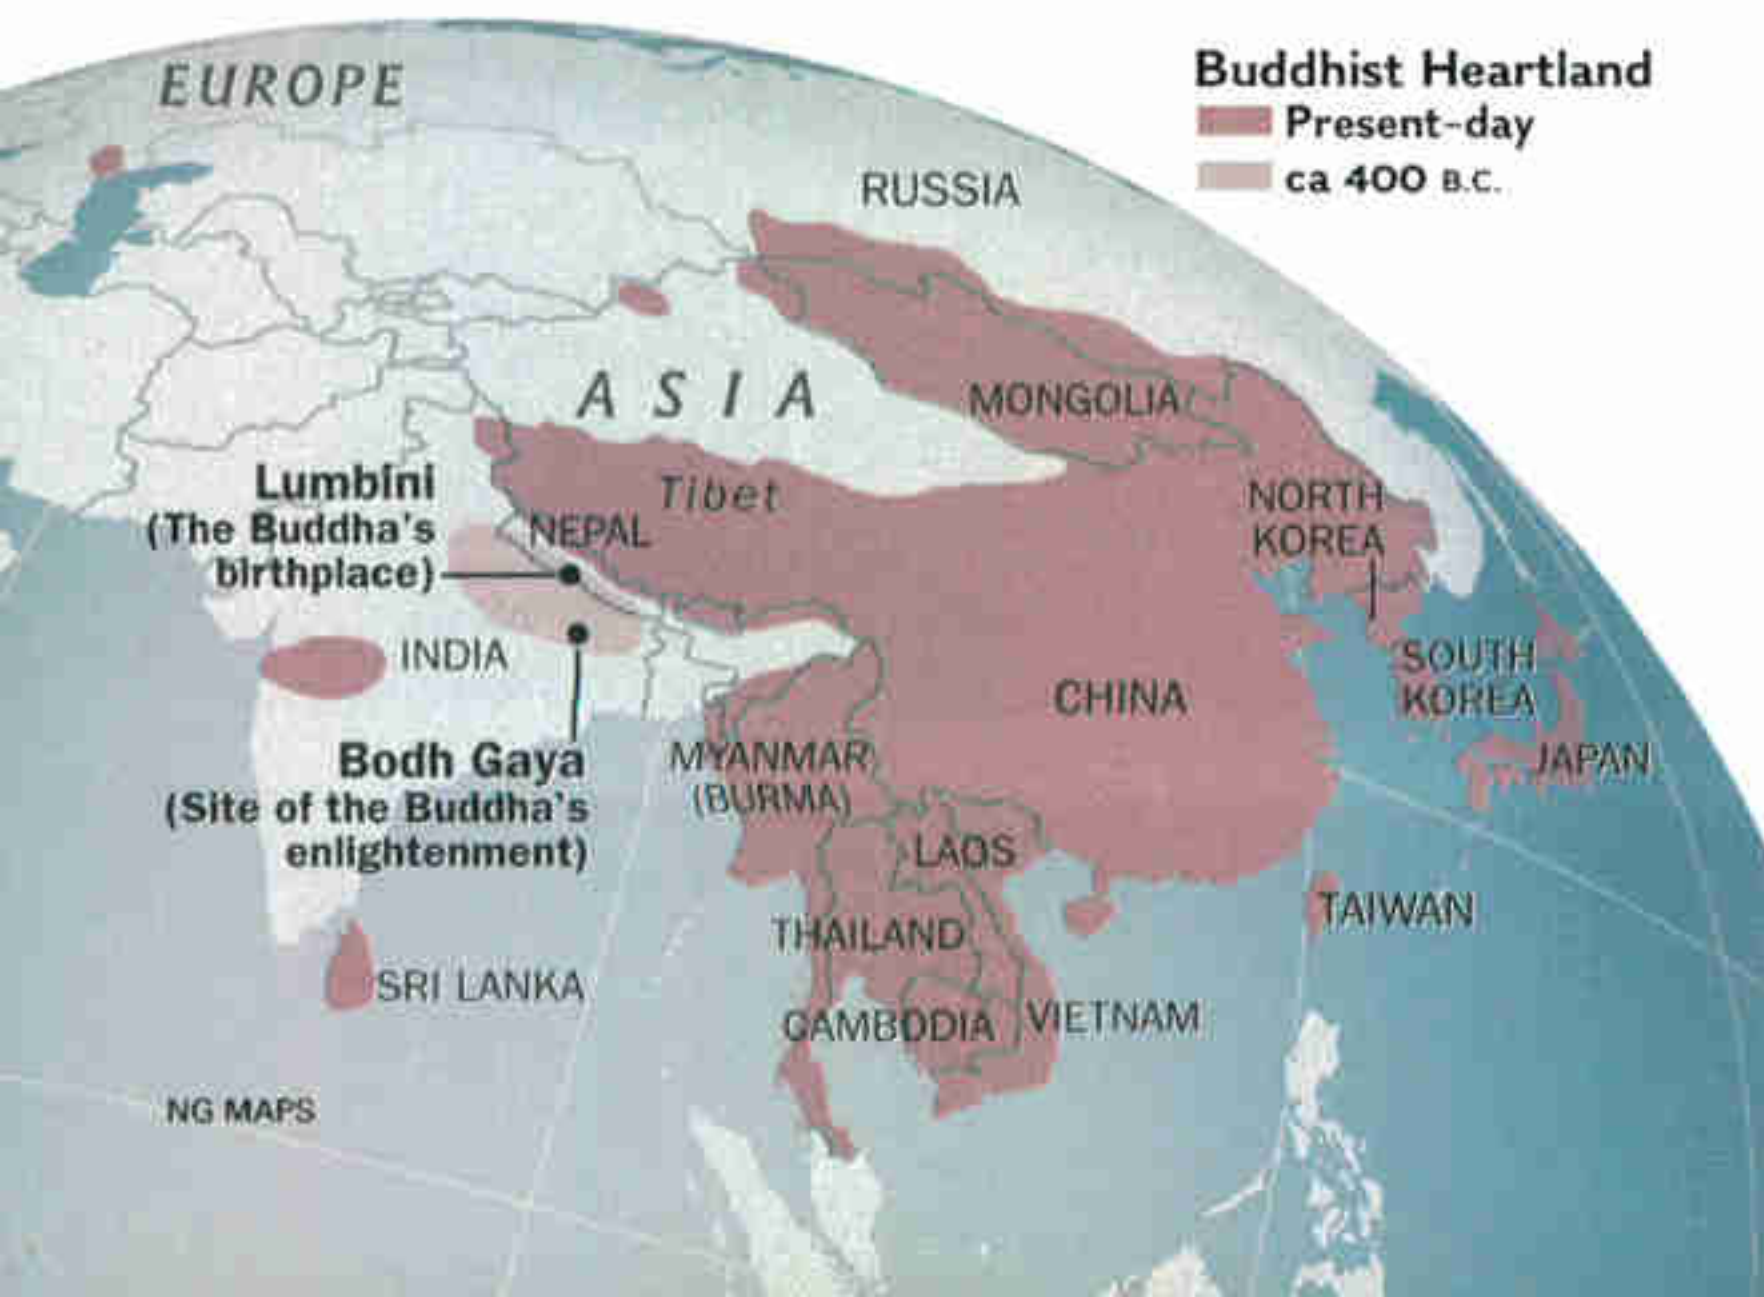 EUROPE
Buddhist Heartland
Present-day
ca 400 B.C.
RUSSIA
ASIA
MONGOLIA
Lumbini
(The Buddha's
birthplace)
Tibet
NEPAL
NORTH
KOREA
INDIA
SOUTH
KOREA
CHINA
Bodh Gaya
(Site of the Buddha's
enlightenment)
MYANMAR
(BURMA)
JAPAN
LAOS
THAILAND
TAIWAN
SRI LANKA
CAMBODIA
VIETNAM
NG MAPS